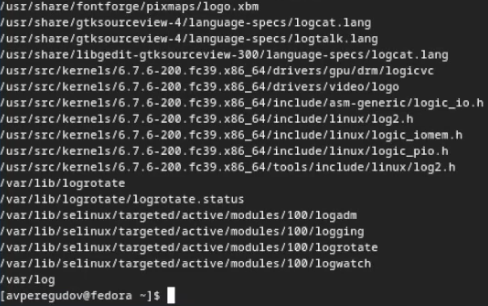 /usr/share/fontforge/pixmaps/logo.xbm
/usr/share/gtksourceview-4/language-specs/logcat.lang
/usr/share/gtksourceview-4/language-specs/logtalk.lang
/usr/share/libgedit-gtksourceview-300/language-specs/logcat.lang
/usr/src/kernels/6.7.6-200.fc39.x86_64/drivers/gpu/drm/logicvc
/usr/src/kernels/6.7.6-200.fc39.x86_64/drivers/video/logo
/usr/src/kernels/6.7.6-200.fc39.x86_64/include/asm-generic/logic_io.h
/usr/src/kernels/6.7.6-200.fc39.x86_64/include/linux/log2.h
/usr/src/kernels/6.7.6-200.fc39.x86_64/include/linux/logic_iomem.h
/usr/src/kernels/6.7.6-200.fc39.x86_64/include/linux/logic_pio.h
/usr/src/kernels/6.7.6-200.fc39.x86_64/tools/include/linux/log2.h
/var/lib/logrotate
/var/lib/logrotate/logrotate.status
/var/lib/selinux/targeted/active/modules/100/logadm
/var/lib/selinux/targeted/active/modules/100/logging
/var/lib/selinux/targeted/active/modules/100/logrotate
/var/lib/selinux/targeted/active/modules/100/logwatch
/var/log
[avperegudov@fedora ~]$